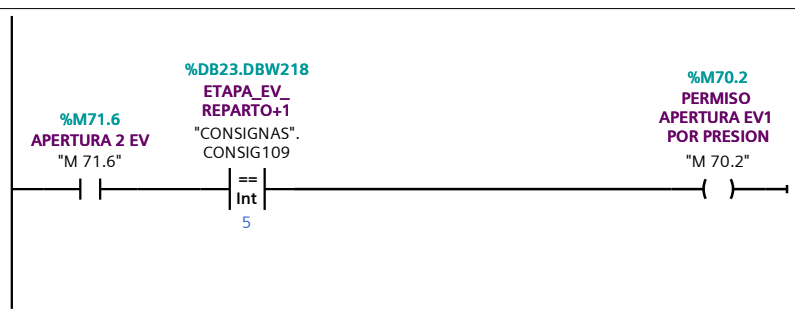 %M71.6
APERTURA 2 EV
"M 71.6"
%DB23.DBW218
ETAPA_EV_
REPARTO+1
"CONSIGNAS".
CONSIG109
==
Int
5
%M70.2
PERMISO
APERTURA EV1
POR PRESION
"M 70.2"